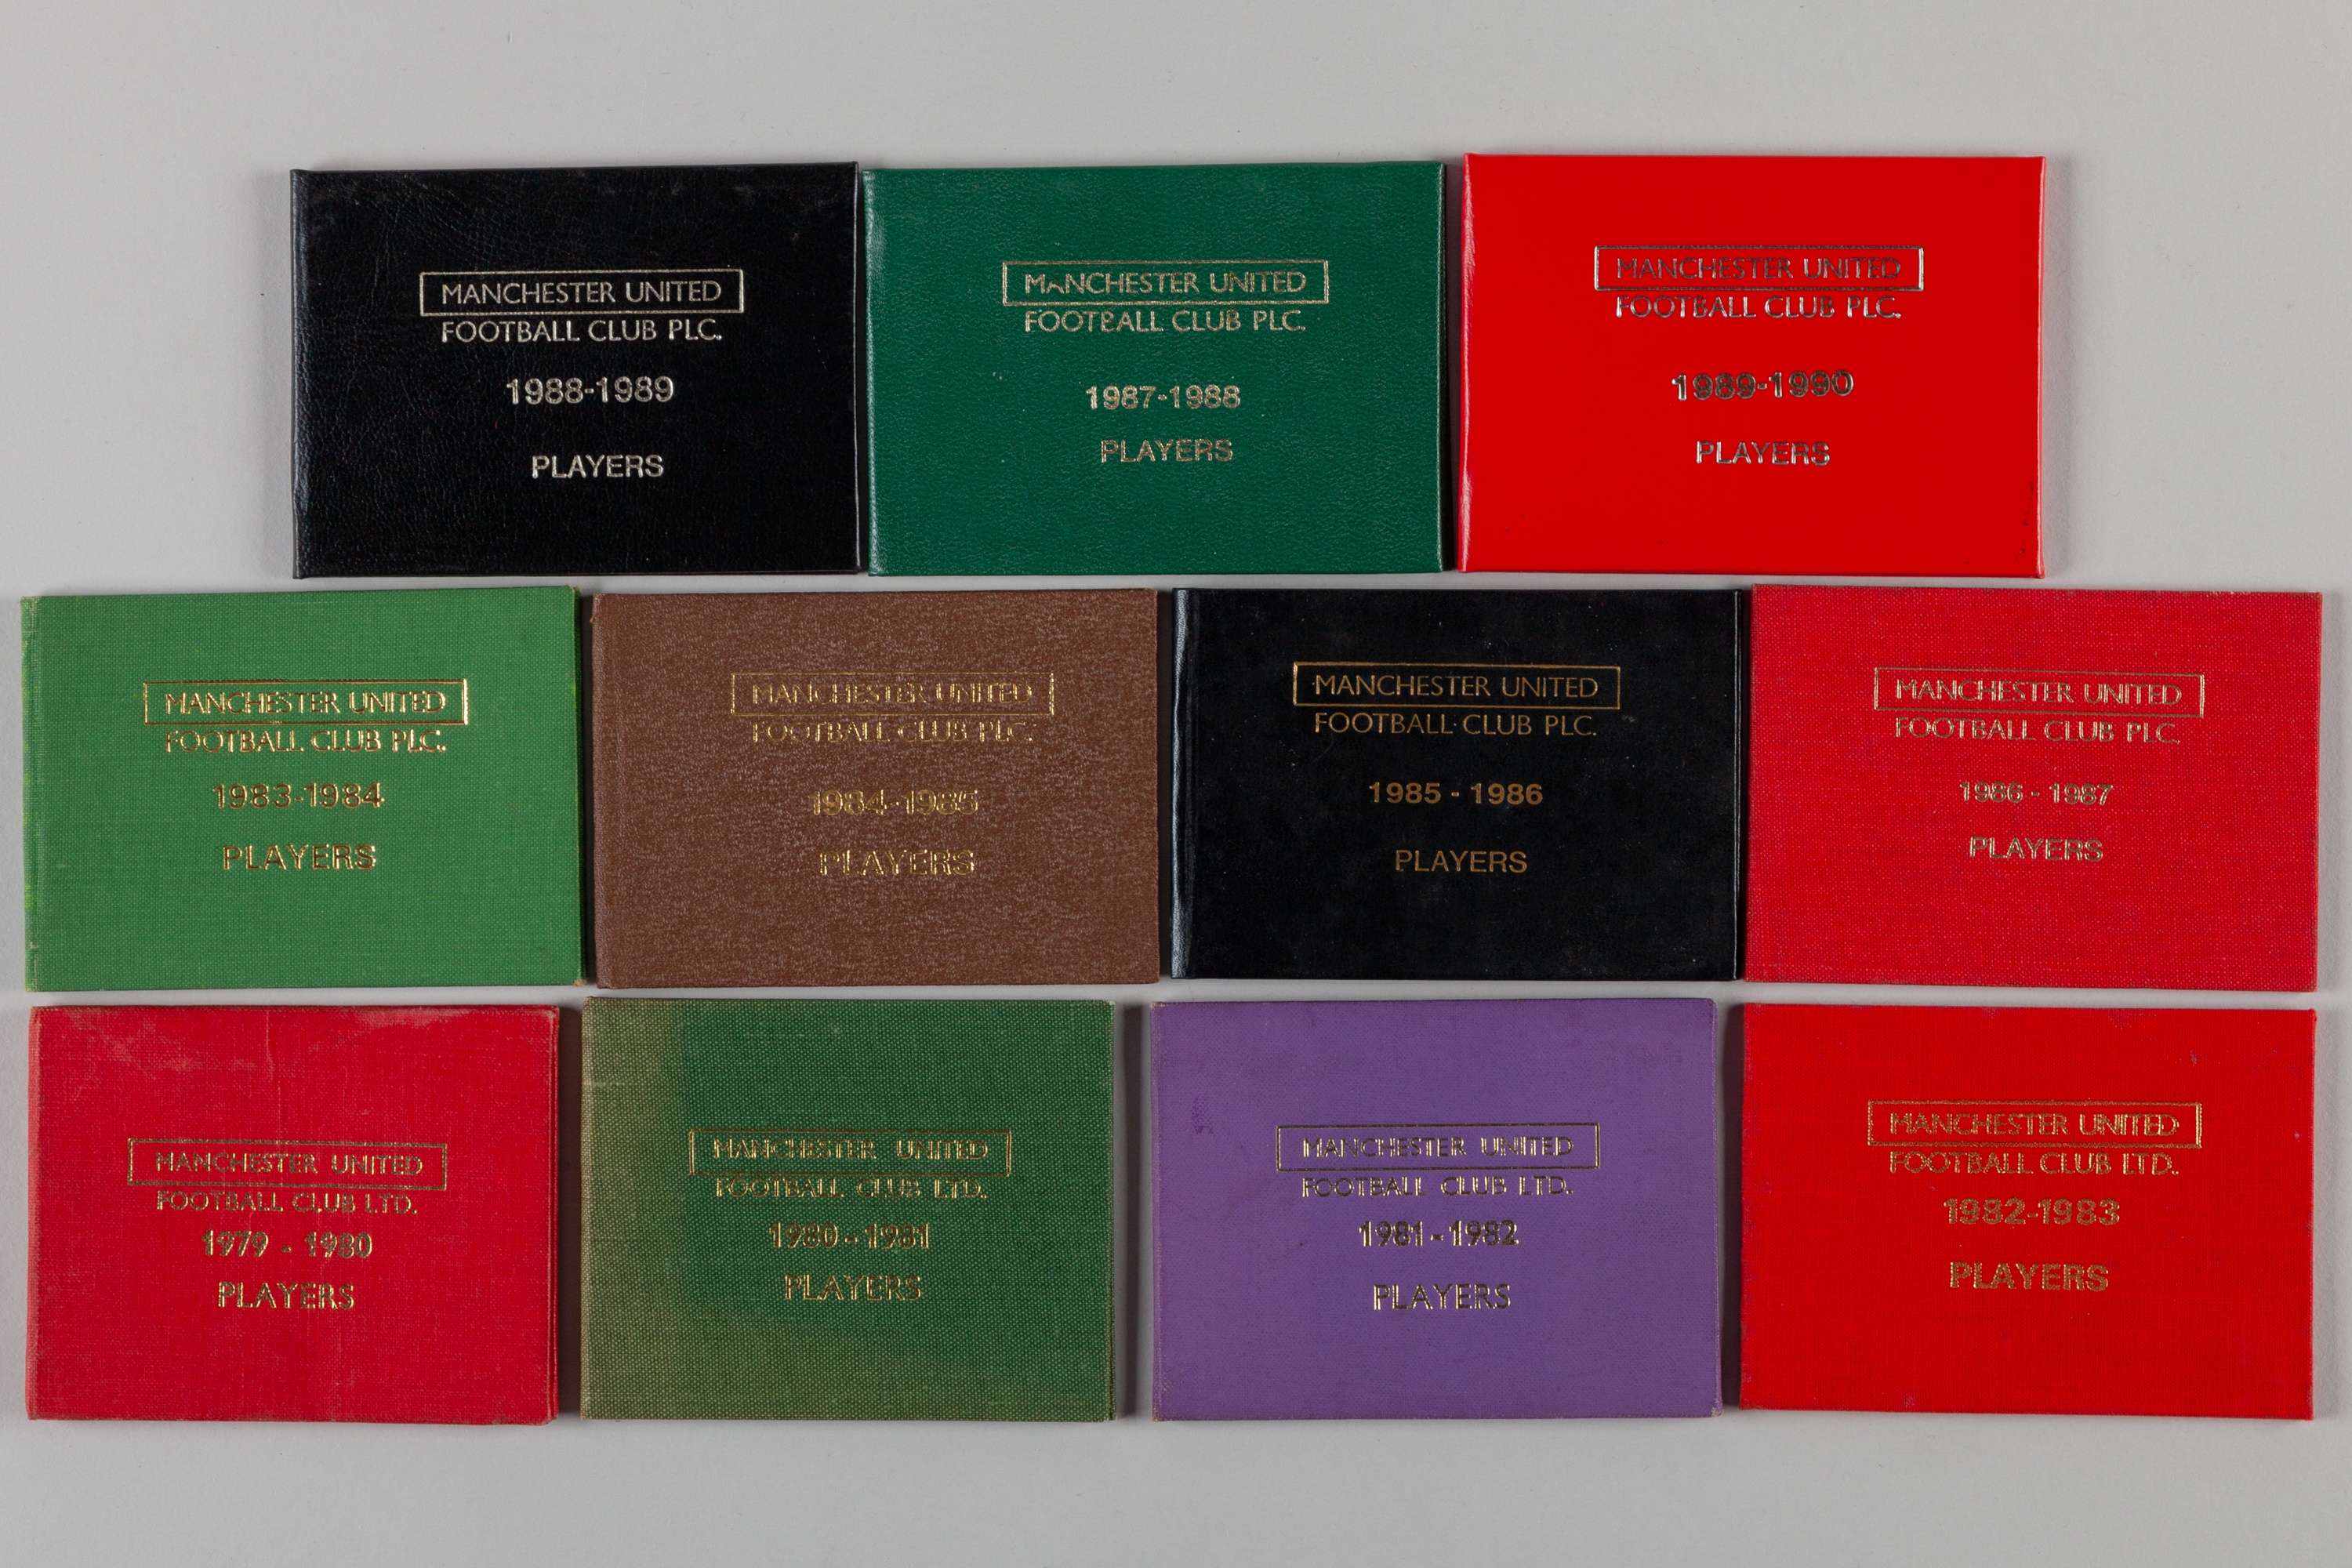 MANCHESTER UNITED
FOOTBALL CLUB PLC.
1988-1989
PLAYERS
MANCHESTER UNITED
FOOTBALL CLUB PLC.
1987-1988
PLAYERS
MANCHESTER UNITED
FOOTBALL CLUB PLC.
1989-1990
PLAYERS
MANCHESTER UNITED
FOOTBALL CLUB PLC.
1983-1984
PLAYERS
MANCHESTER UNITED
FOOTBALL CLUB PLC.
1984-1985
PLAYERS
MANCHESTER UNITED
FOOTBALL CLUB PLC.
1985 - 1986
PLAYERS
MANCHESTER UNITED
FOOTBALL CLUB PLC.
1986 - 1987
PLAYERS
MANCHESTER UNITED
FOOTBALL CLUB LTD.
1979 - 1980
PLAYERS
MANCHESTER UNITED
FOOTBALL CLUB LTD.
1980 - 1981
PLAYERS
MANCHESTER UNITED
FOOTBALL CLUB LTD.
1981 - 1982
PLAYERS
MANCHESTER UNITED
FOOTBALL CLUB LTD.
1982-1983
PLAYERS